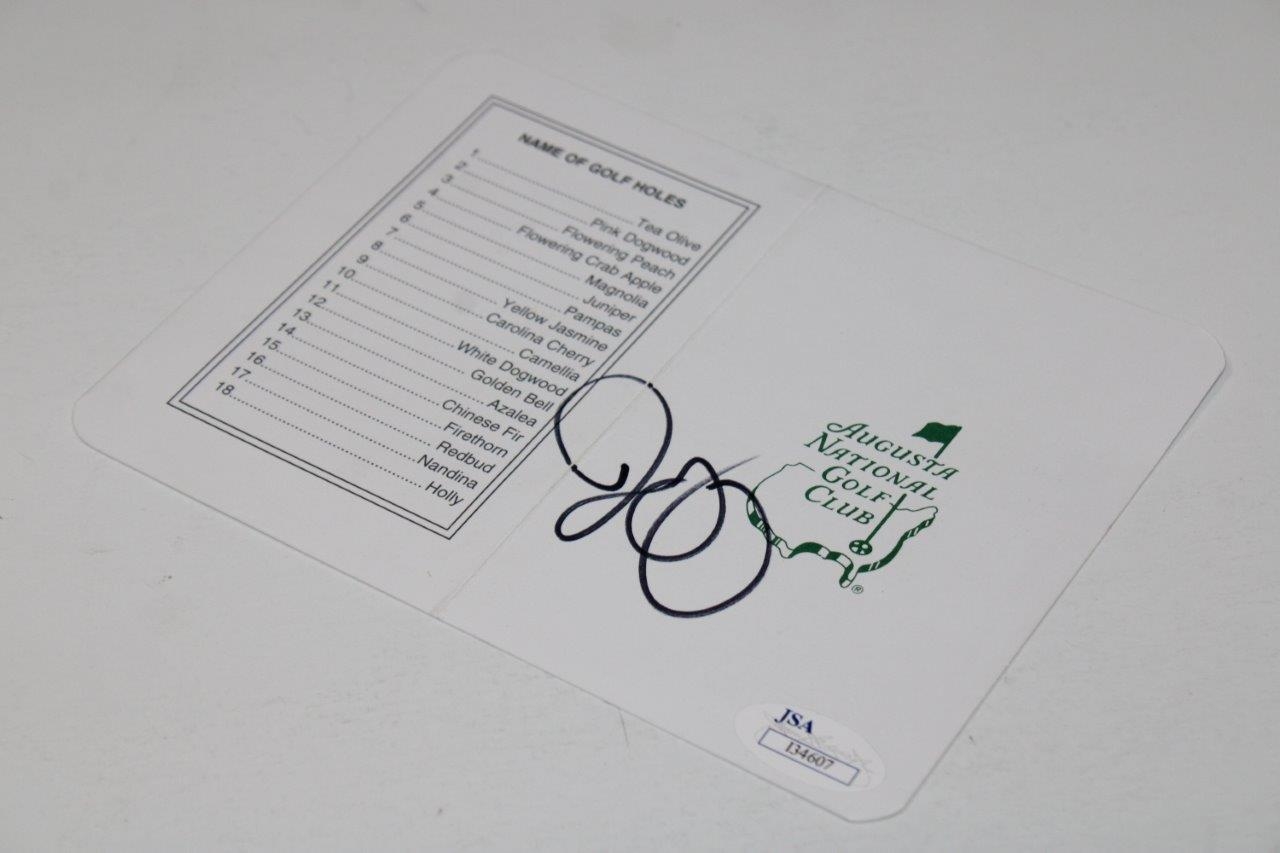 NAME OF GOLF HOLES
1 Tea Olive
2 Pink Dogwood
3 Flowering Peach
4 Flowering Crab Apple
5 Magnolia
6 Juniper
7 Pampas
8 Yellow Jasmine
9 Carolina Cherry
10 Camellia
11 White Dogwood
12 Golden Bell
13 Azalea
14 Chinese Fir
15 Firethorn
16 Redbud
17 Nandina
18 Holly
AUGUSTA
NATIONAL
GOLF
CLUB
®
JSA
I34607